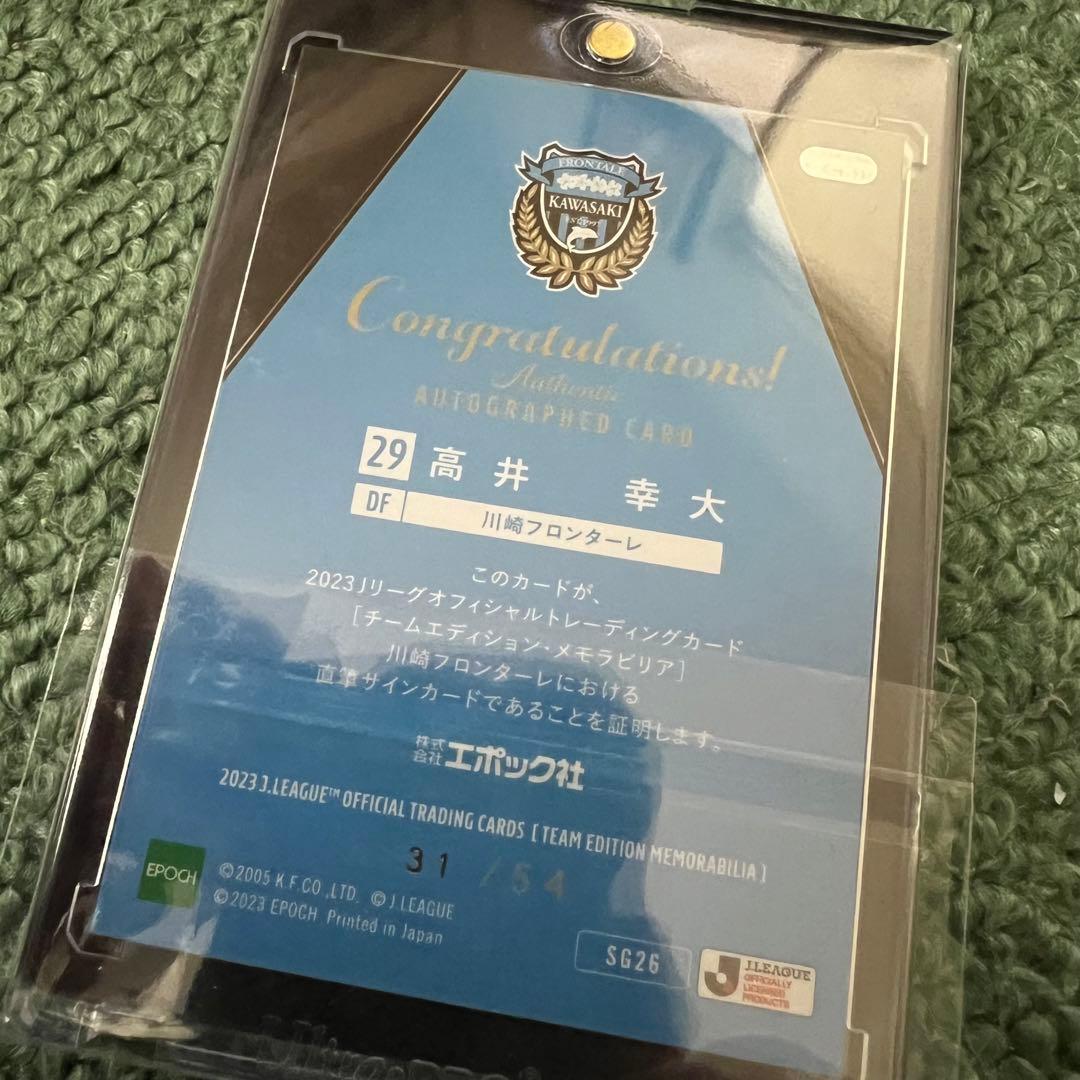 FRONTALE
KAWASAKI
Congratulations!
Authentic
AUTOGRAPHED CARD
29 高井 幸大
DF 川崎フロンターレ
このカードが、
2023 Jリーグオフィシャルトレーディングカード
[チームエディション・メモラビリア]
川崎フロンターレにおける
直筆サインカードであることを証明します。
株式会社エポック社
2023 J.LEAGUE™ OFFICIAL TRADING CARDS [TEAM EDITION MEMORABILIA]
31 /54
EPOCH
©2005 K.F.CO.,LTD. © J LEAGUE
©2023 EPOCH Printed in Japan
SG26
J.LEAGUE
OFFICIALLY
LICENSED
PRODUCTS